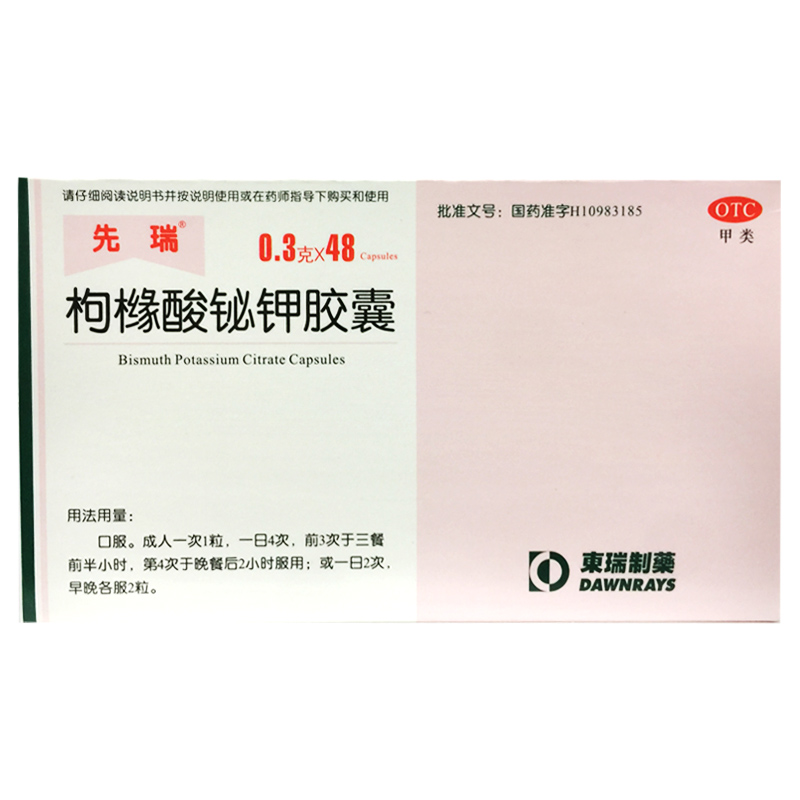 请仔细阅读说明书并按说明使用或在药师指导下购买和使用
先瑞®
0.3克X48 Capsules
枸橼酸铋钾胶囊
Bismuth Potassium Citrate Capsules
用法用量：
口服。成人一次1粒，一日4次，前3次于三餐
前半小时，第4次于晚餐后2小时服用；或一日2次，
早晚各服2粒。
批准文号：国药准字H10983185
OTC
甲类
東瑞制藥
DAWNRAYS